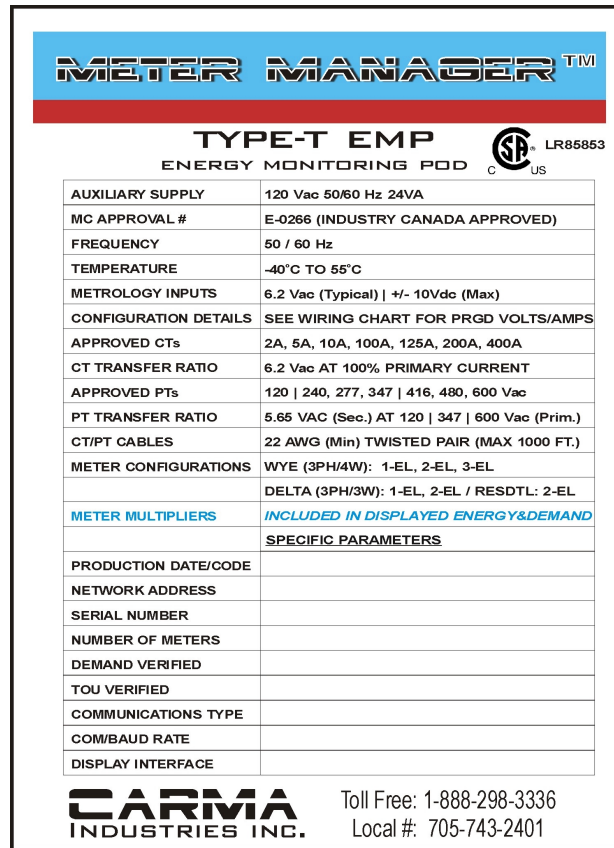 METER MANAGER™
TYPE-T EMP
ENERGY MONITORING POD
CSA® LR85853
C US
AUXILIARY SUPPLY 120 Vac 50/60 Hz 24VA
MC APPROVAL # E-0266 (INDUSTRY CANADA APPROVED)
FREQUENCY 50 / 60 Hz
TEMPERATURE -40°C TO 55°C
METROLOGY INPUTS 6.2 Vac (Typical) | +/- 10Vdc (Max)
CONFIGURATION DETAILS SEE WIRING CHART FOR PRGD VOLTS/AMPS
APPROVED CTs 2A, 5A, 10A, 100A, 125A, 200A, 400A
CT TRANSFER RATIO 6.2 Vac AT 100% PRIMARY CURRENT
APPROVED PTs 120 | 240, 277, 347 | 416, 480, 600 Vac
PT TRANSFER RATIO 5.65 VAC (Sec.) AT 120 | 347 | 600 Vac (Prim.)
CT/PT CABLES 22 AWG (Min) TWISTED PAIR (MAX 1000 FT.)
METER CONFIGURATIONS WYE (3PH/4W): 1-EL, 2-EL, 3-EL
DELTA (3PH/3W): 1-EL, 2-EL / RESDTL: 2-EL
METER MULTIPLIERS INCLUDED IN DISPLAYED ENERGY&DEMAND
SPECIFIC PARAMETERS
PRODUCTION DATE/CODE
NETWORK ADDRESS
SERIAL NUMBER
NUMBER OF METERS
DEMAND VERIFIED
TOU VERIFIED
COMMUNICATIONS TYPE
COM/BAUD RATE
DISPLAY INTERFACE
CARMA
INDUSTRIES INC.
Toll Free: 1-888-298-3336
Local #: 705-743-2401